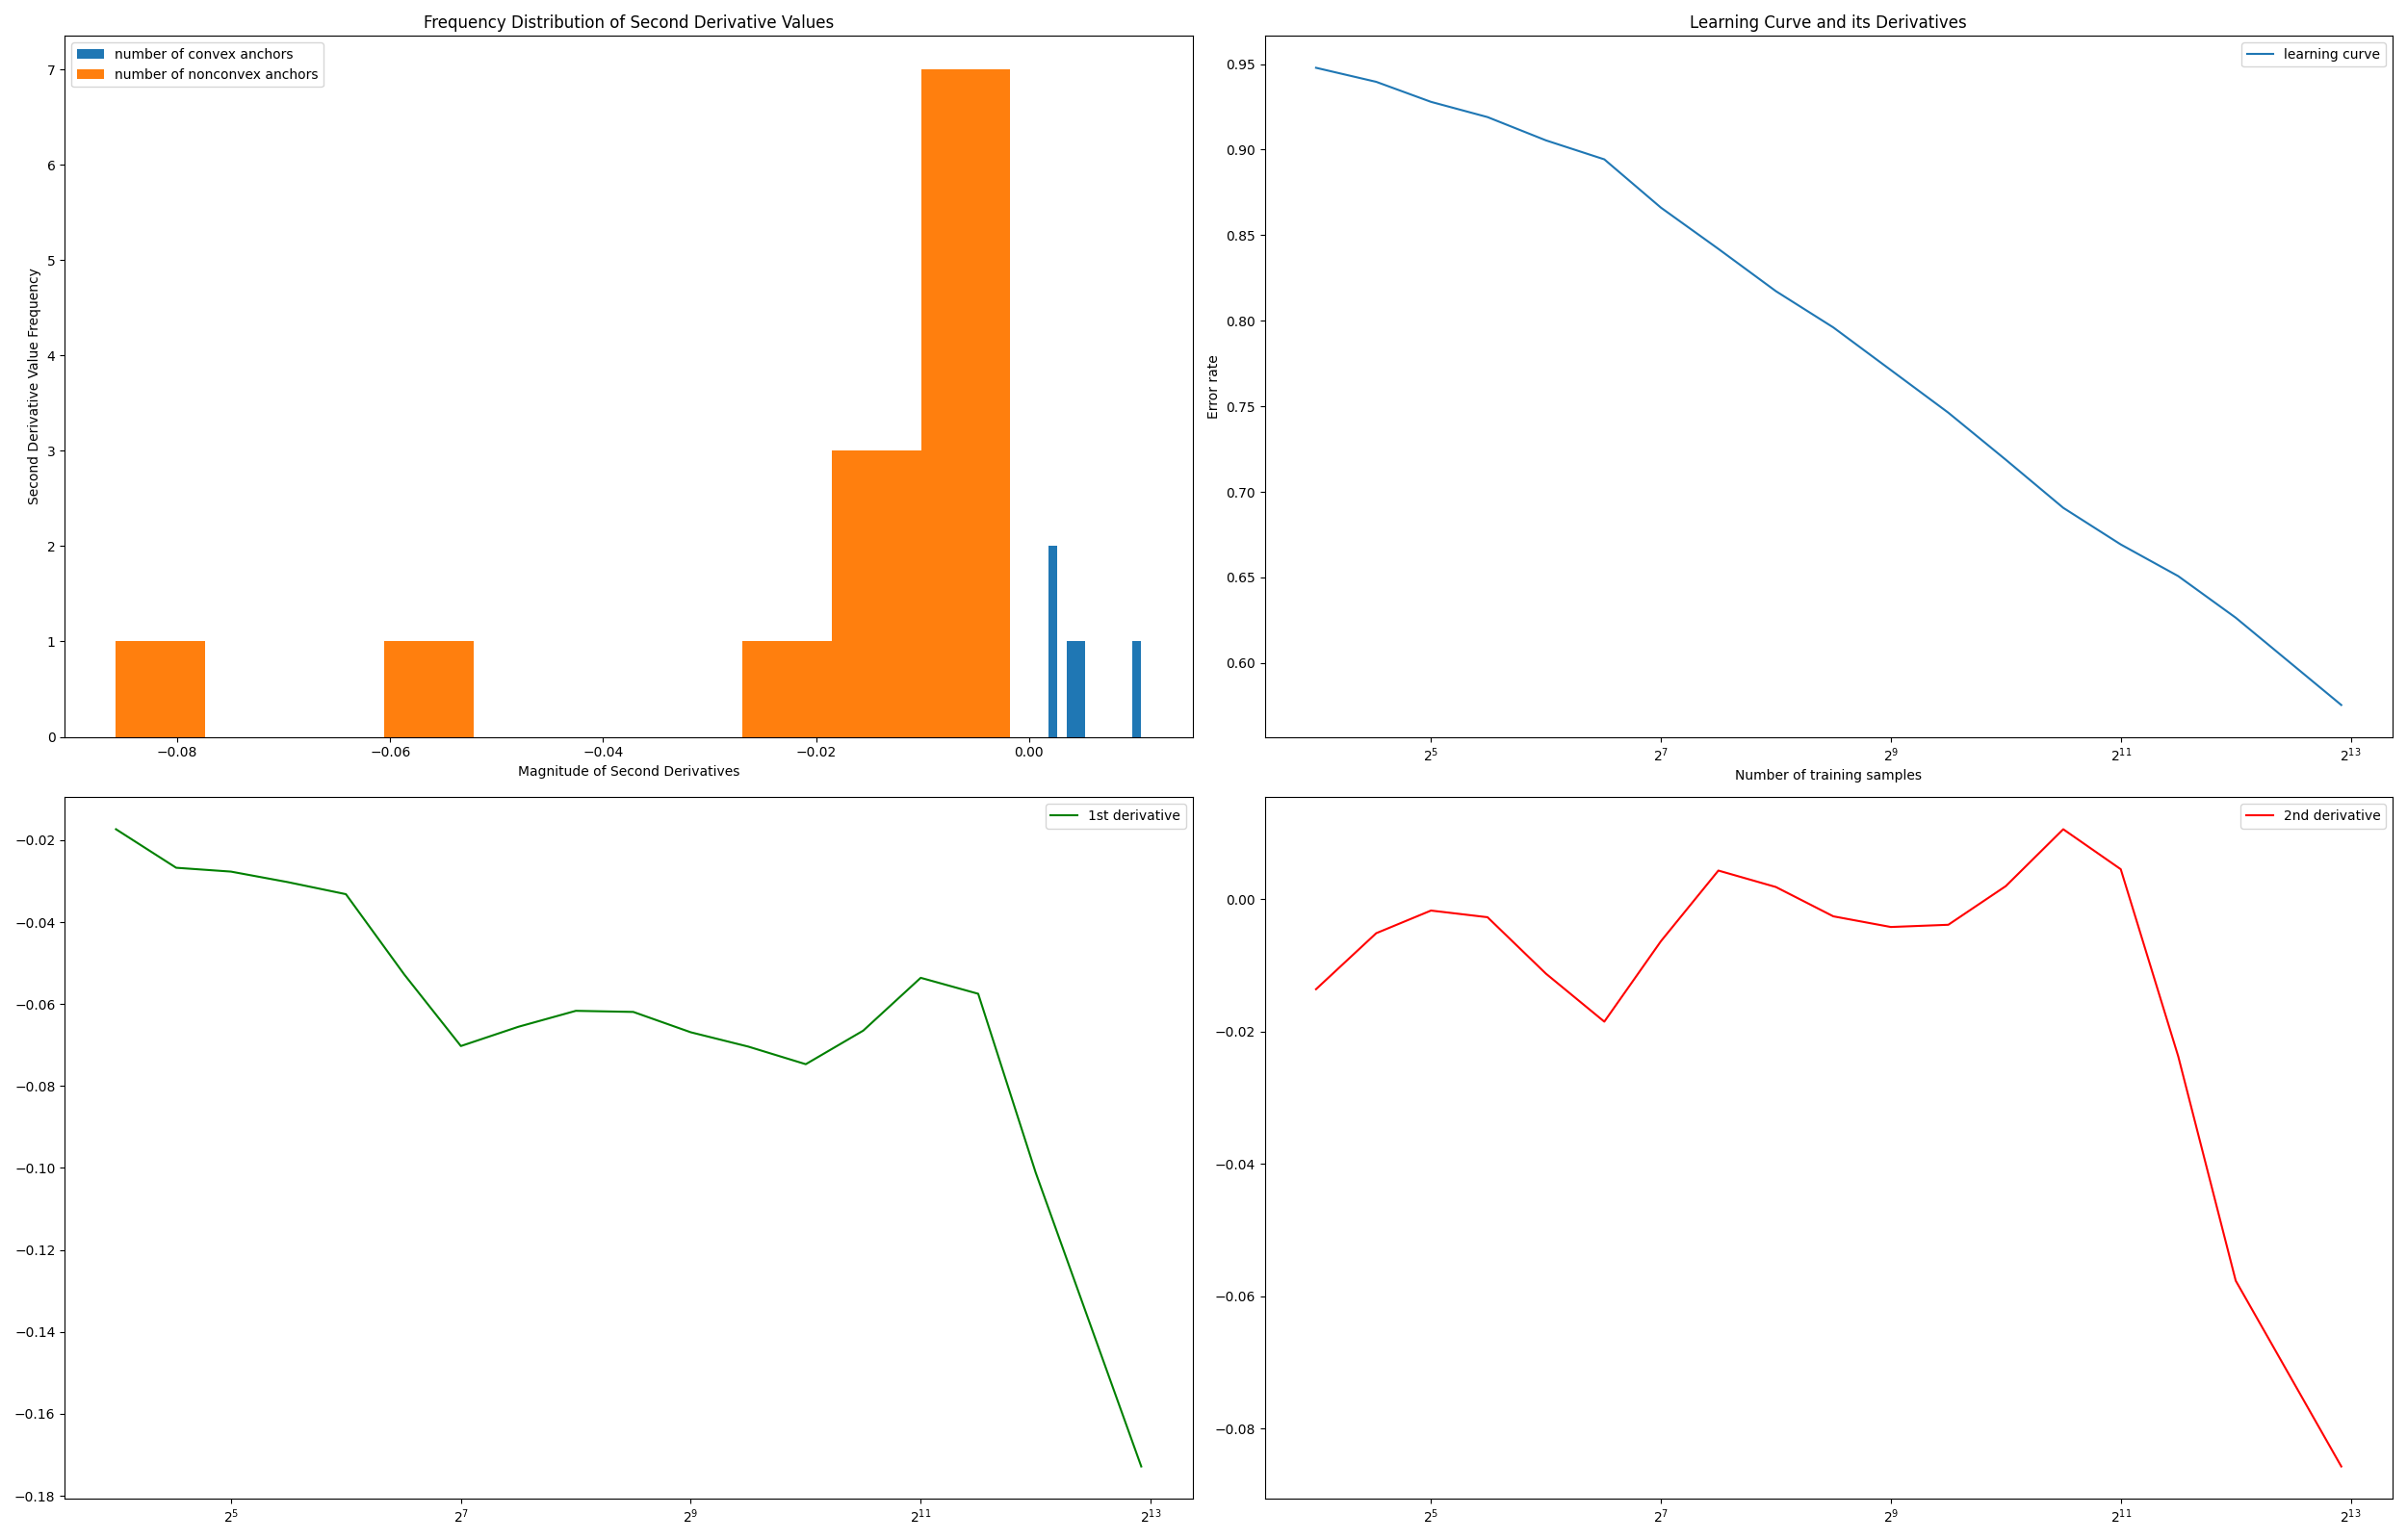 Frequency Distribution of Second Derivative Values
number of convex anchors
number of nonconvex anchors
Second Derivative Value Frequency
7
6
5
4
3
2
1
0
−0.08 −0.06 −0.04 −0.02 0.00
Magnitude of Second Derivatives
Learning Curve and its Derivatives
learning curve
Error rate
0.95
0.90
0.85
0.80
0.75
0.70
0.65
0.60
2^5 2^7 2^9 2^11 2^13
Number of training samples
1st derivative
−0.02
−0.04
−0.06
−0.08
−0.10
−0.12
−0.14
−0.16
−0.18
2^5 2^7 2^9 2^11 2^13
2nd derivative
0.00
−0.02
−0.04
−0.06
−0.08
2^5 2^7 2^9 2^11 2^13